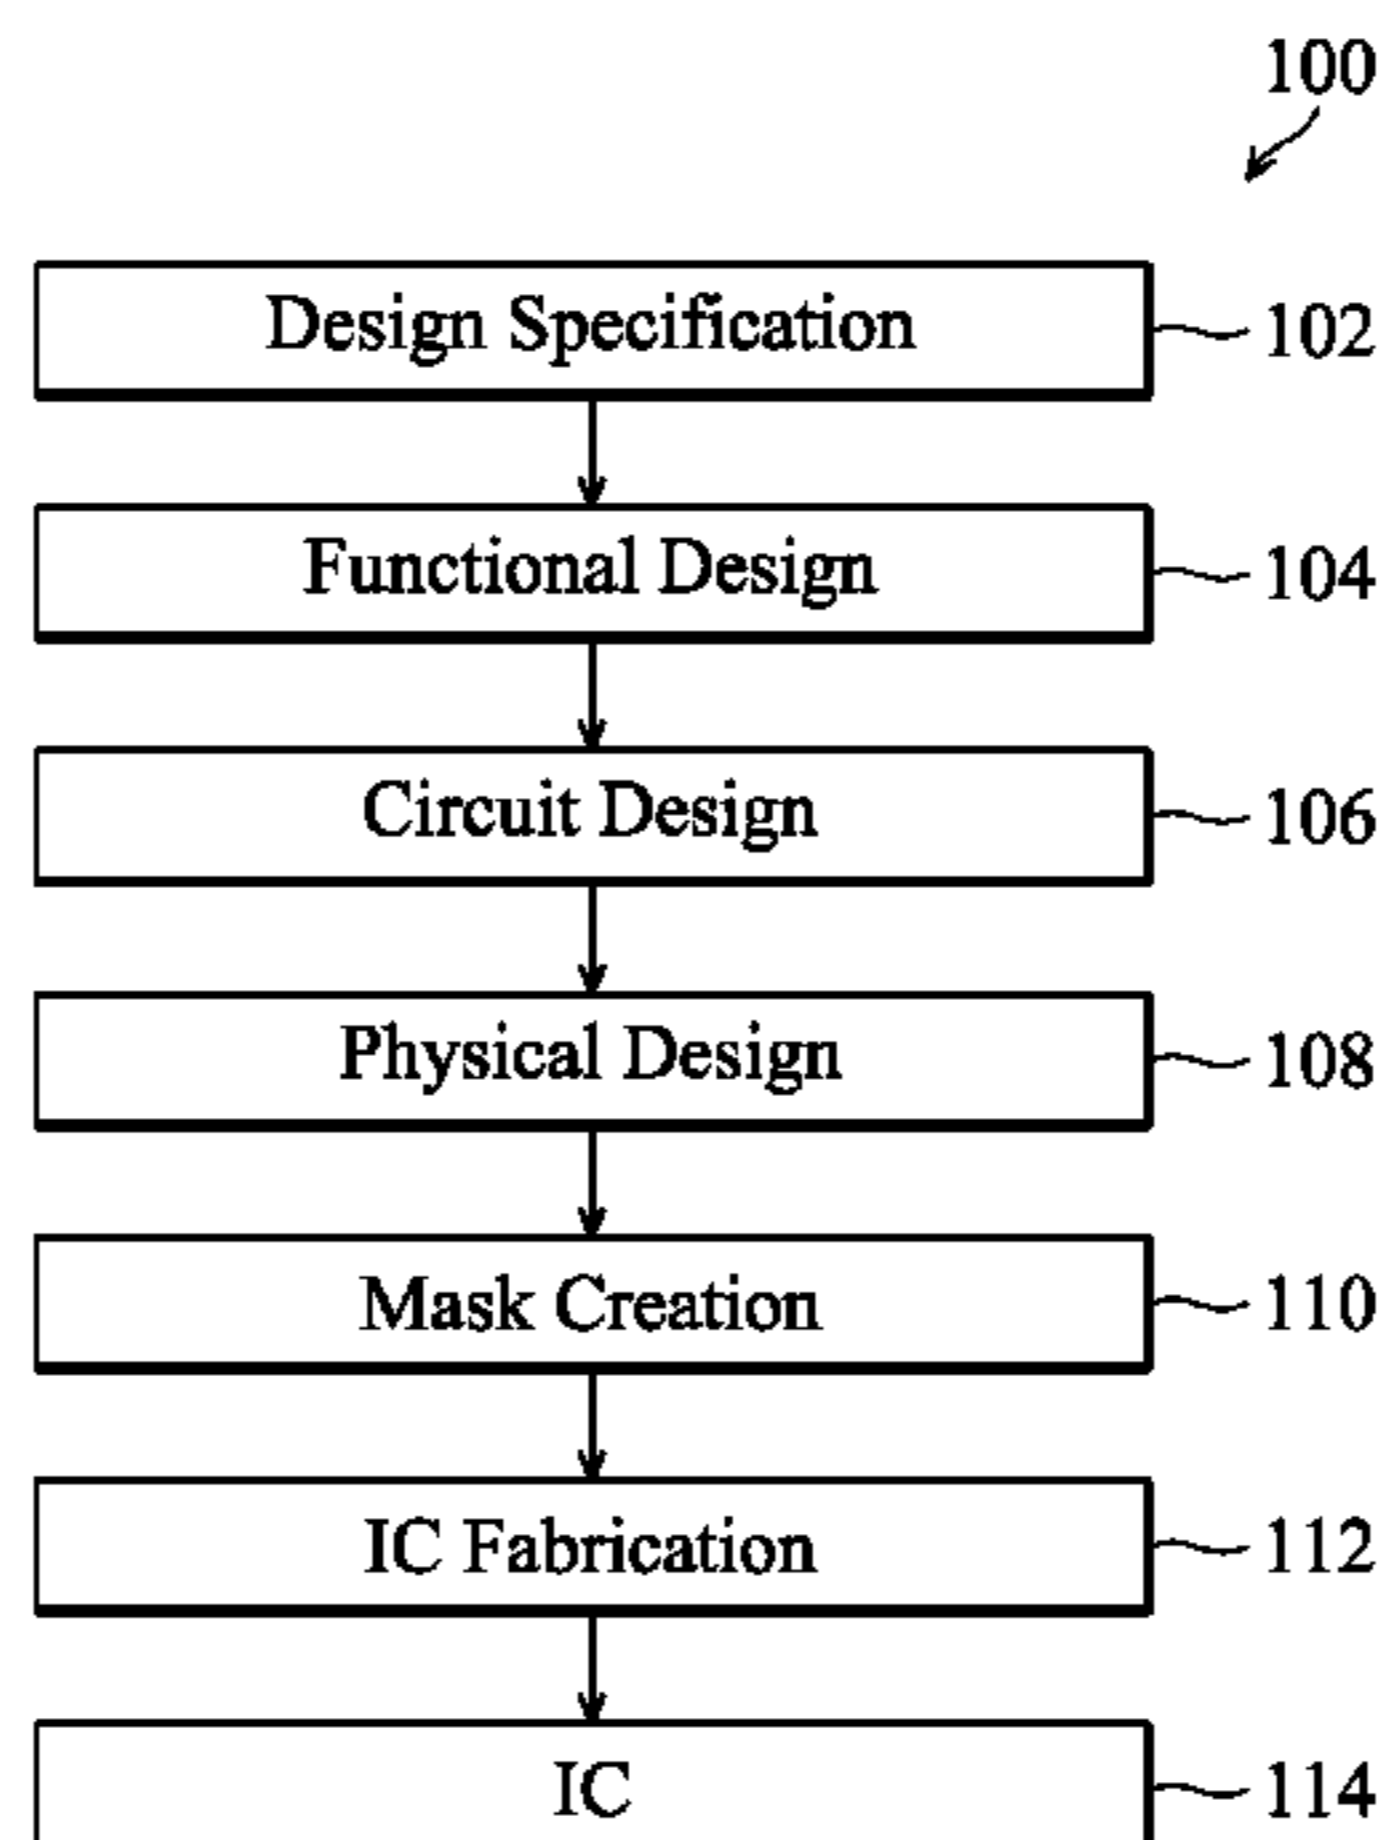 100
Design Specification 102
Functional Design 104
Circuit Design 106
Physical Design 108
Mask Creation 110
IC Fabrication 112
IC 114